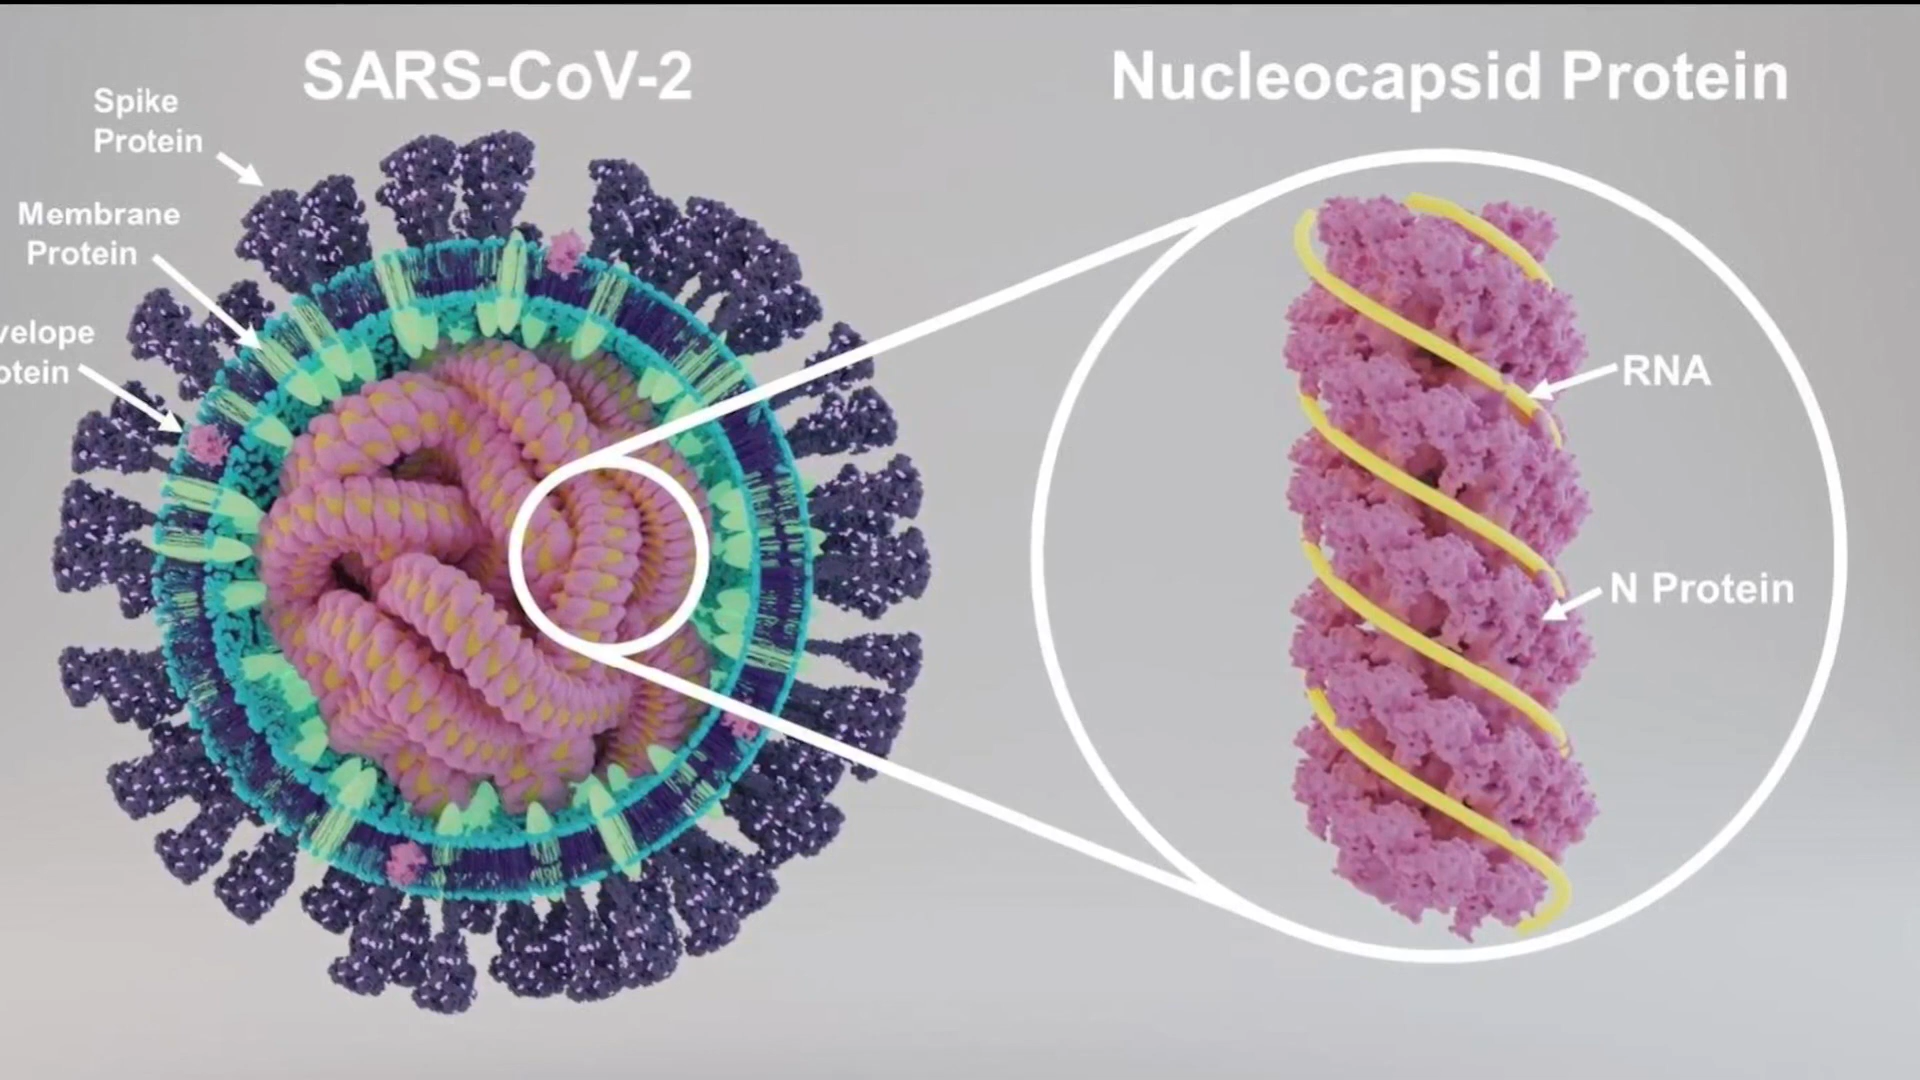 SARS-CoV-2
Nucleocapsid Protein
Spike
Protein
Membrane
Protein
velope
otein
RNA
N Protein